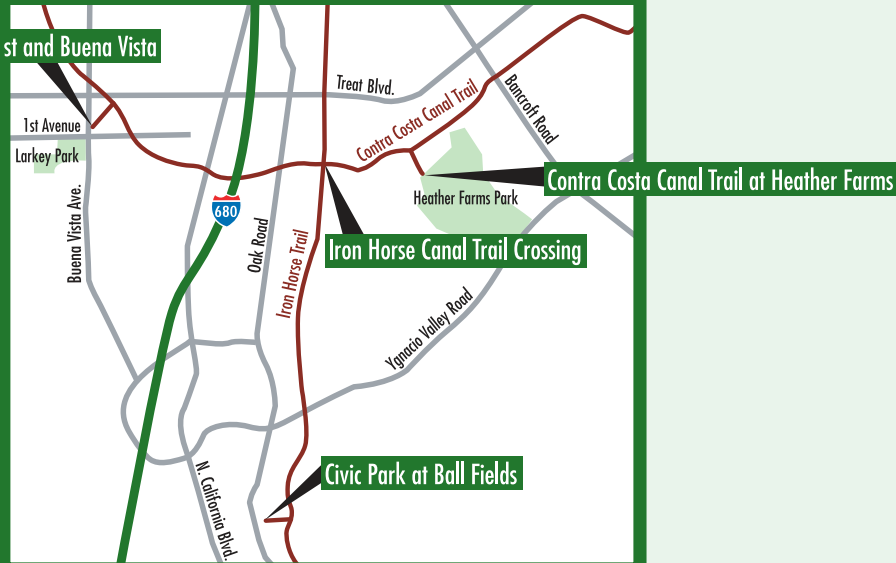 st and Buena Vista
Treat Blvd.
Bancroft Road
Contra Costa Canal Trail
1st Avenue
Larkey Park
Contra Costa Canal Trail at Heather Farms
Heather Farms Park
680
Buena Vista Ave.
Oak Road
Iron Horse Canal Trail Crossing
Iron Horse Trail
Ygnacio Valley Road
Civic Park at Ball Fields
N. California Blvd.